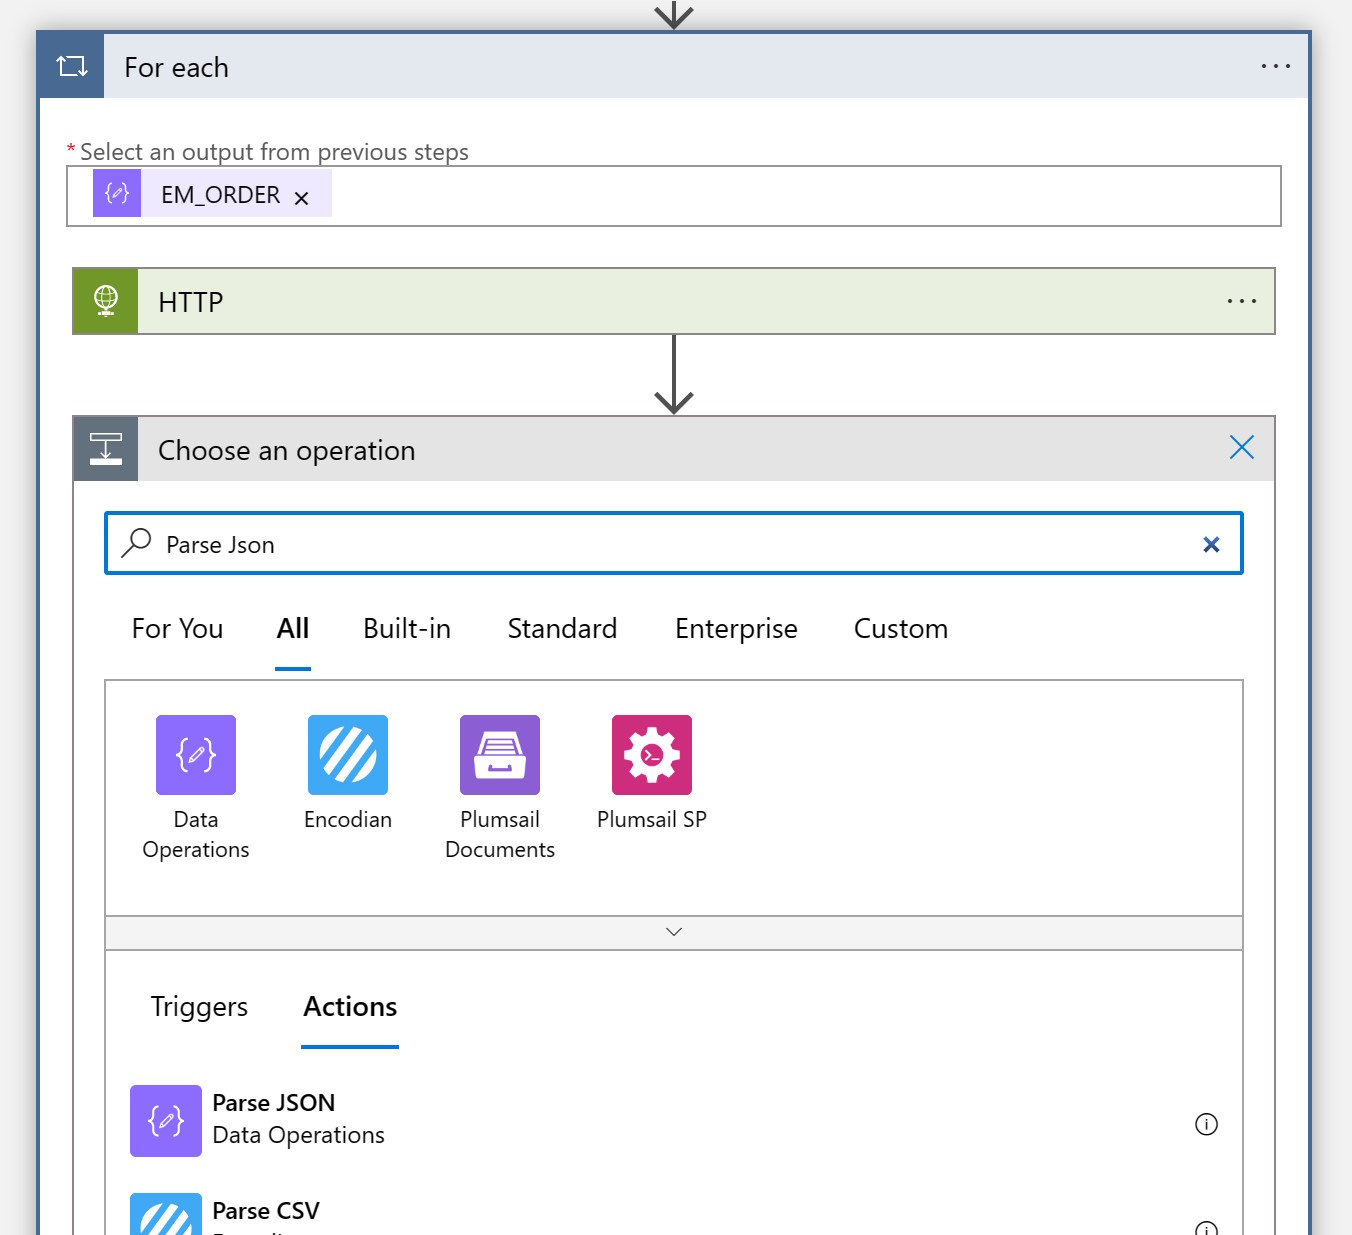 For each
* Select an output from previous steps
EM_ORDER
HTTP
Choose an operation
Parse Json
For You All Built-in Standard Enterprise Custom
Data Operations
Encodian
Plumsail Documents
Plumsail SP
Triggers Actions
Parse JSON
Data Operations
Parse CSV